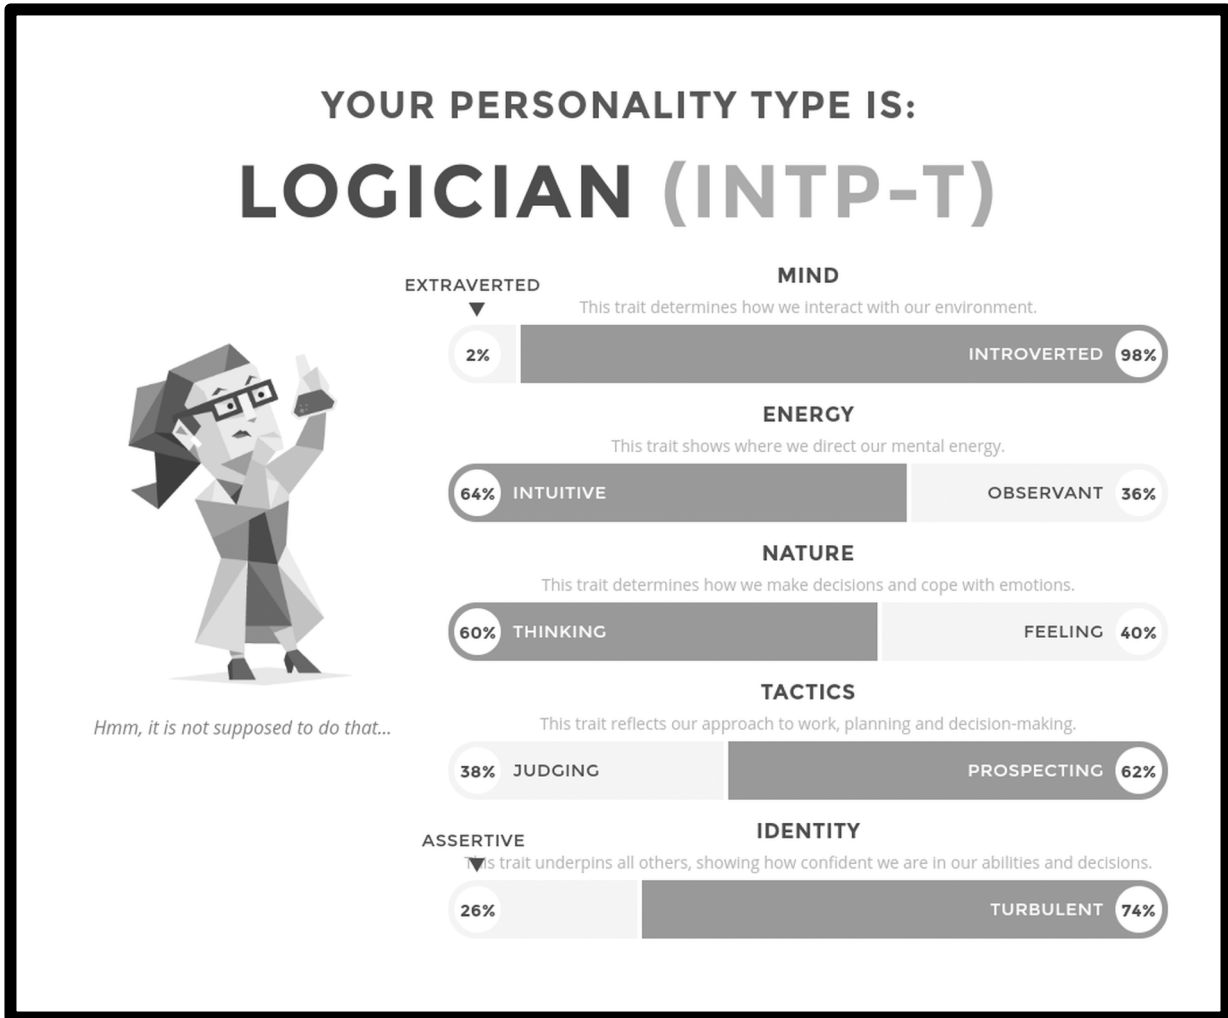 YOUR PERSONALITY TYPE IS:
LOGICIAN (INTP-T)
MIND
EXTRAVERTED
This trait determines how we interact with our environment.
2% INTROVERTED 98%
ENERGY
This trait shows where we direct our mental energy.
64% INTUITIVE OBSERVANT 36%
NATURE
This trait determines how we make decisions and cope with emotions.
60% THINKING FEELING 40%
Hmm, it is not supposed to do that...
TACTICS
This trait reflects our approach to work, planning and decision-making.
38% JUDGING PROSPECTING 62%
IDENTITY
ASSERTIVE
This trait underpins all others, showing how confident we are in our abilities and decisions.
26% TURBULENT 74%